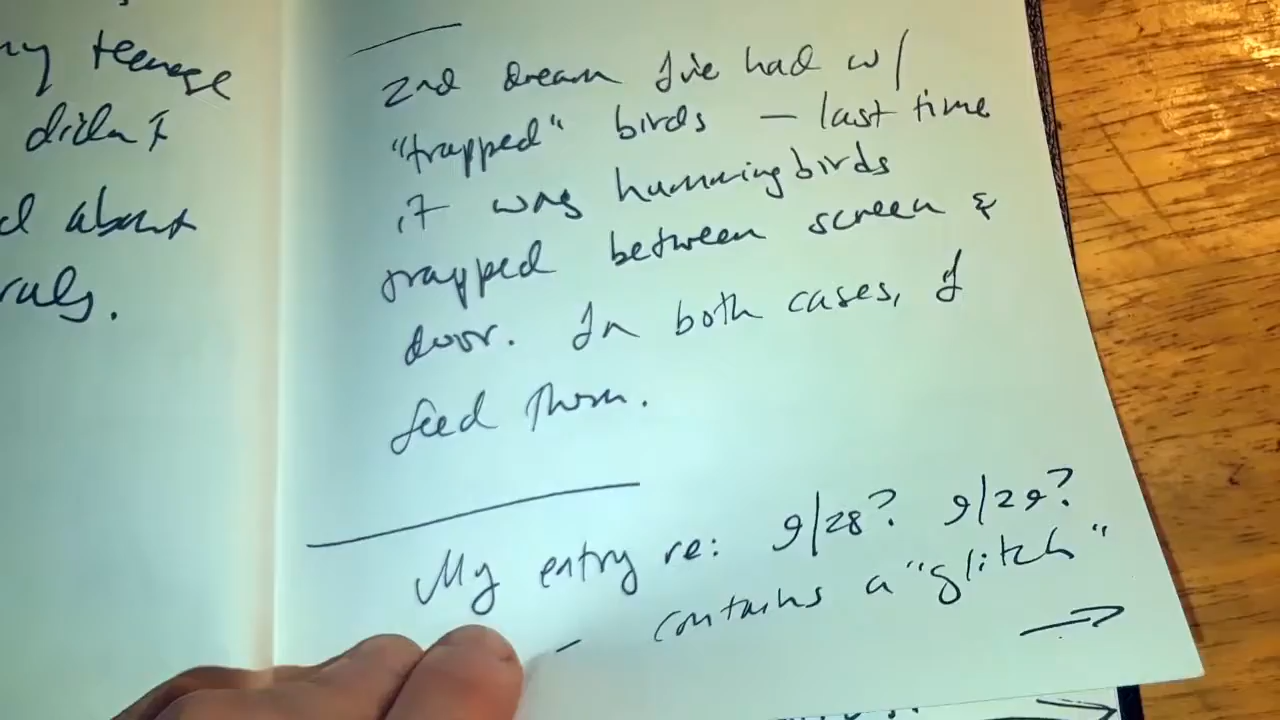 my teenage
didn't
about
2nd dream I've had w/
"trapped" birds — last time
it was hummingbirds
trapped between screen &
door. In both cases, I
feed them.
My entry re: 9/28? 9/29?
— contains a "glitch"
→